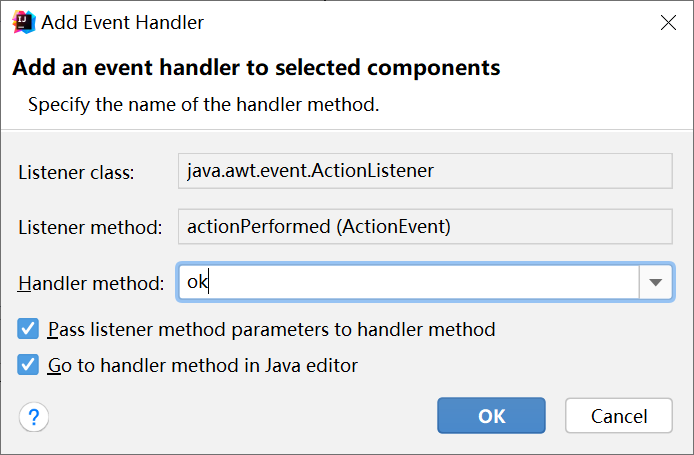 Add Event Handler
Add an event handler to selected components
Specify the name of the handler method.
Listener class: java.awt.event.ActionListener
Listener method: actionPerformed (ActionEvent)
Handler method: ok
Pass listener method parameters to handler method
Go to handler method in Java editor
? OK Cancel